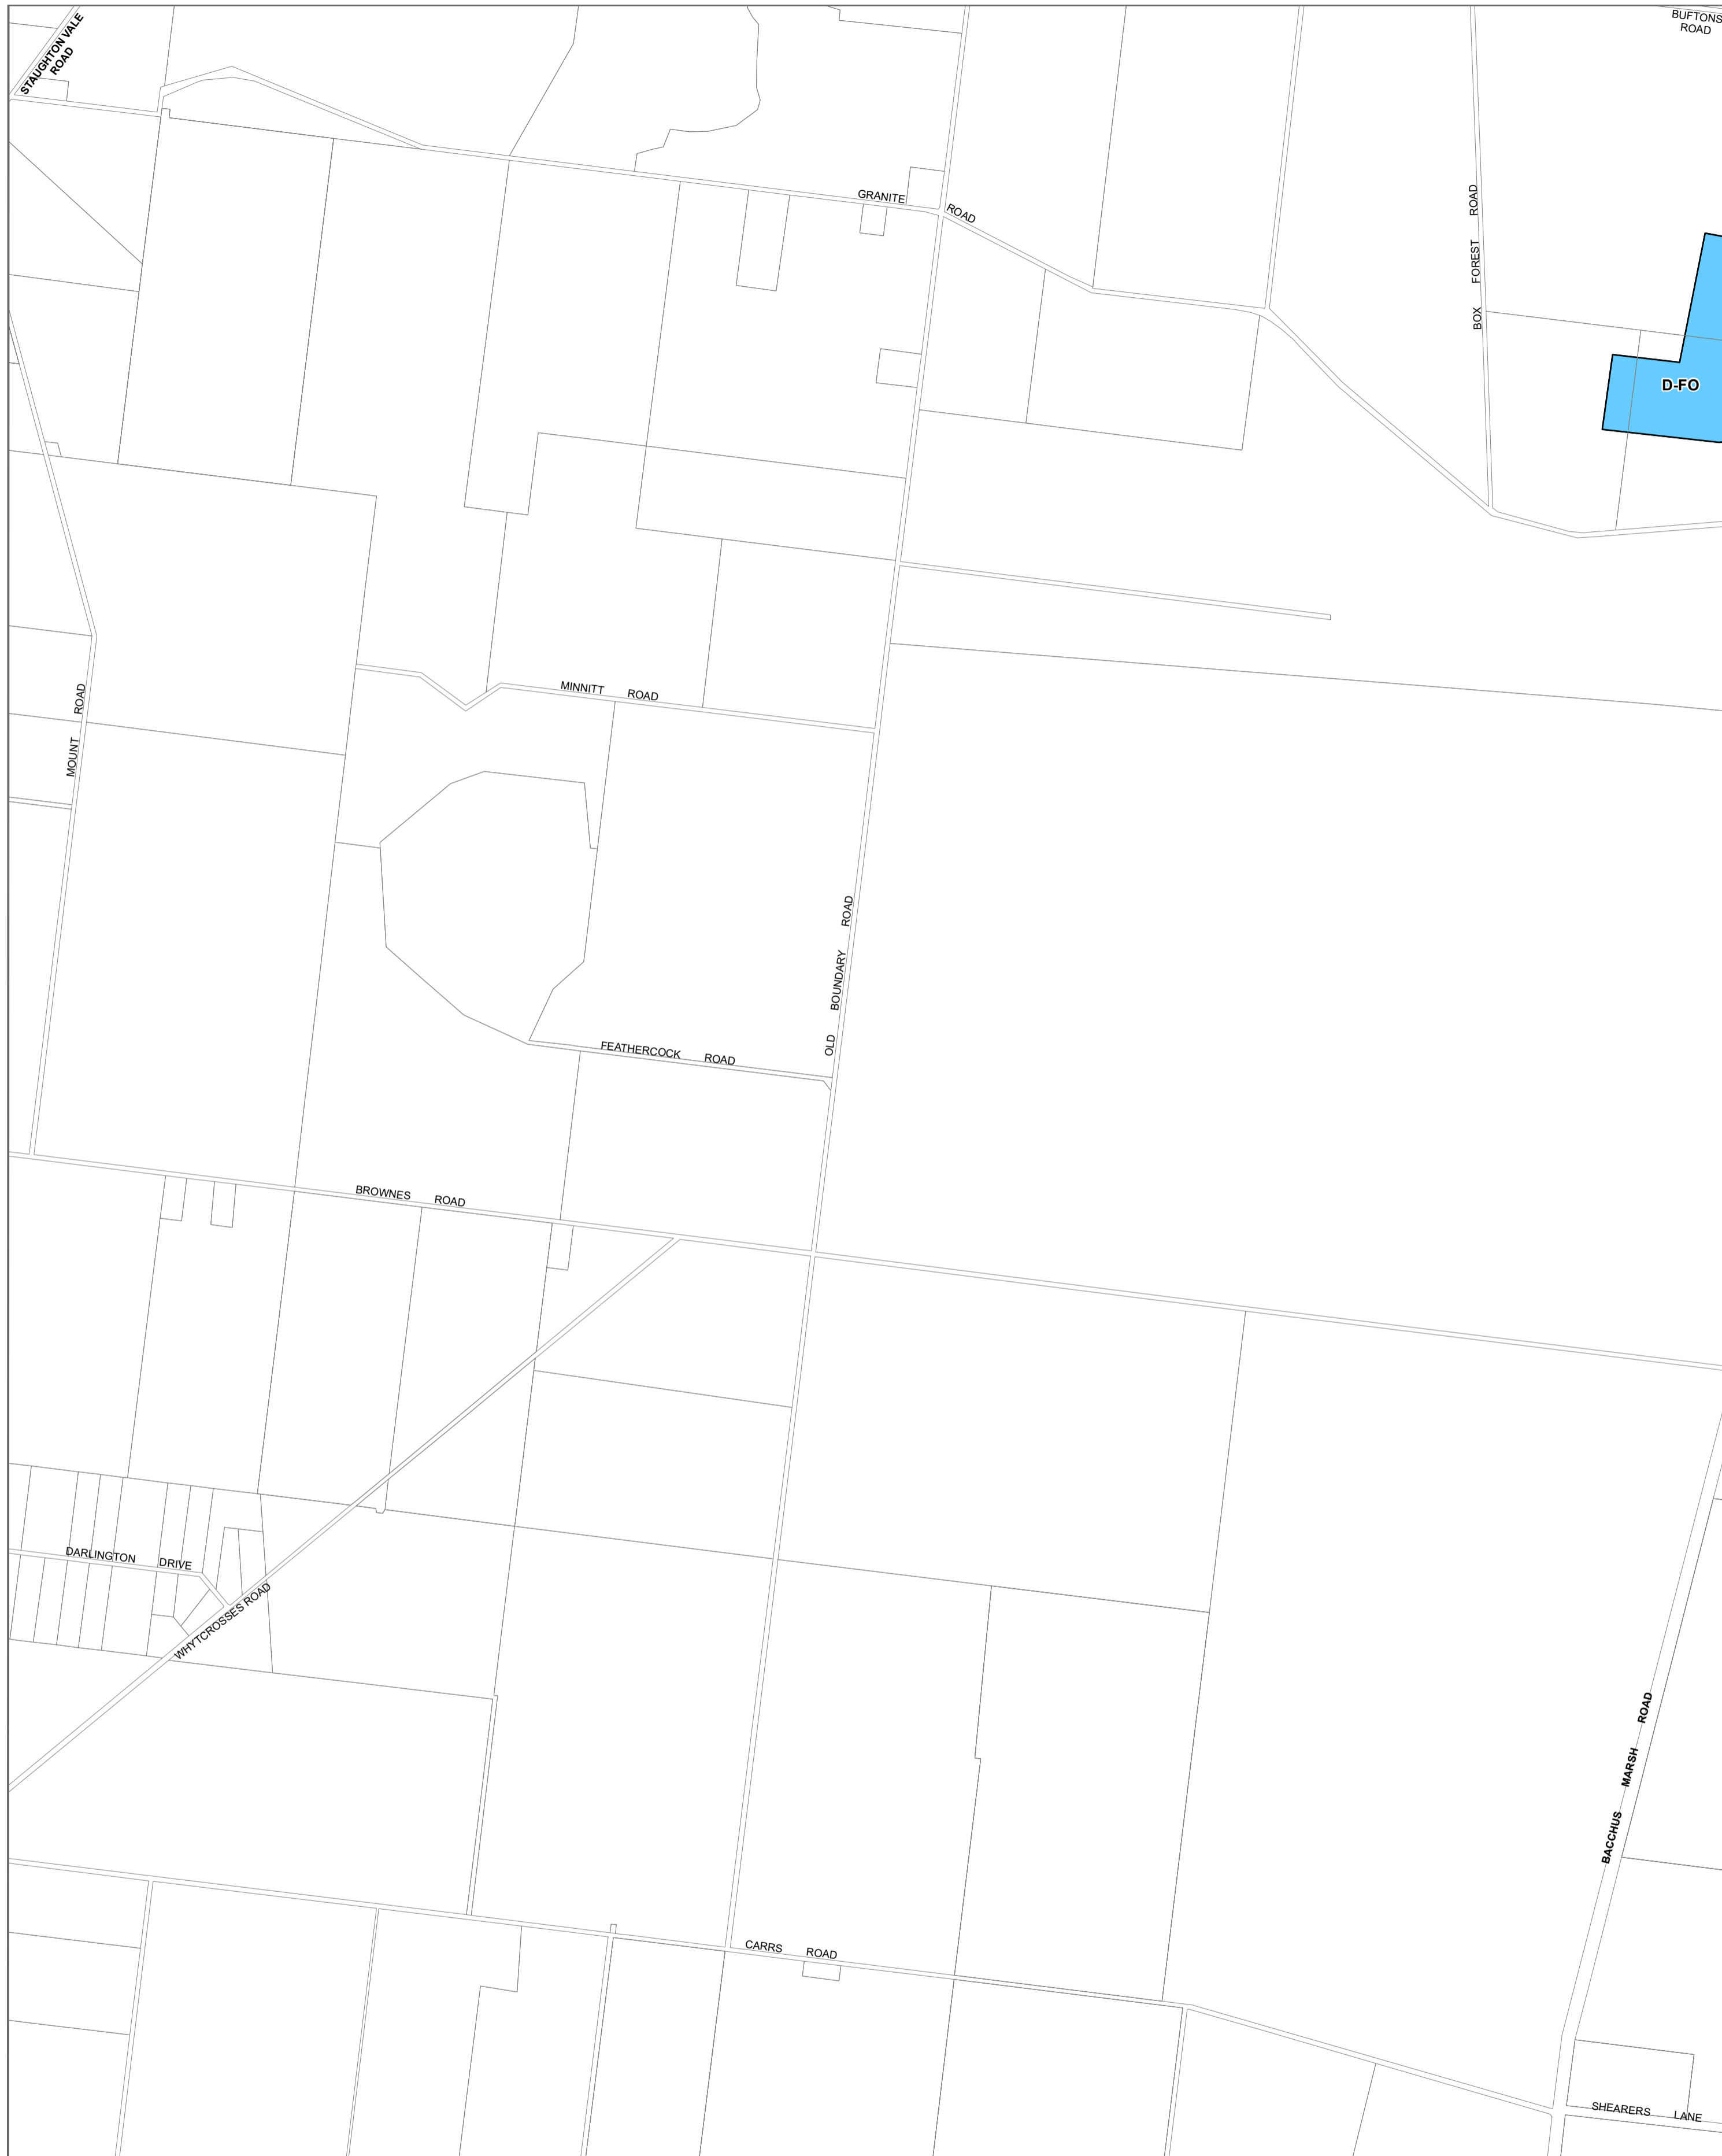 BUFTONS
ROAD
STAUGHTON VALE
ROAD
GRANITE ROAD
BOX FOREST ROAD
D-FO
MINNITT ROAD
MOUNT ROAD
OLD BOUNDARY ROAD
FEATHERCOCK ROAD
BROWNES ROAD
DARLINGTON DRIVE
WHYTCROSSES ROAD
BACCHUS MARSH ROAD
CARRS ROAD
SHEARERS LANE